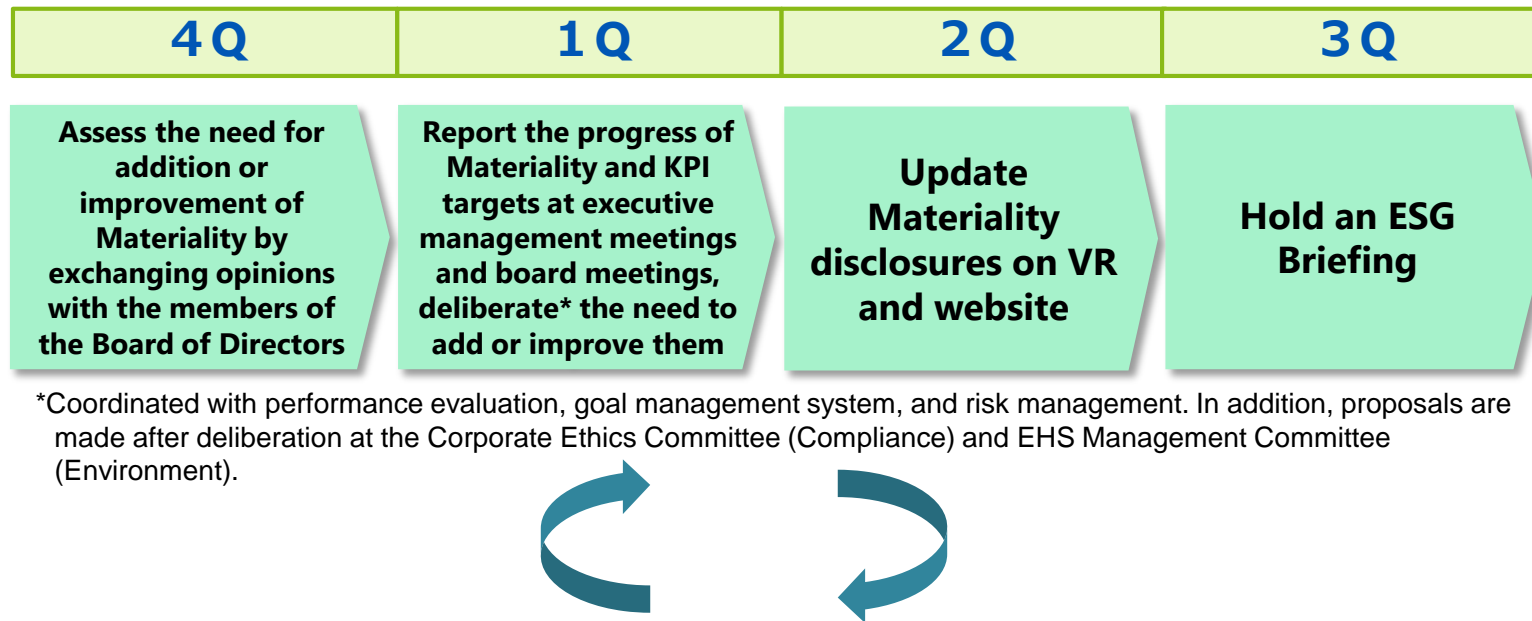 4Q
1Q
2Q
3Q
Assess the need for
addition or
improvement of
Materiality by
exchanging opinions
with the members of
the Board of Directors
Report the progress of
Materiality and KPI
targets at executive
management meetings
and board meetings,
deliberate* the need to
add or improve them
Update
Materiality
disclosures on VR
and website
Hold an ESG
Briefing
*Coordinated with performance evaluation, goal management system, and risk management. In addition, proposals are
made after deliberation at the Corporate Ethics Committee (Compliance) and EHS Management Committee
(Environment).